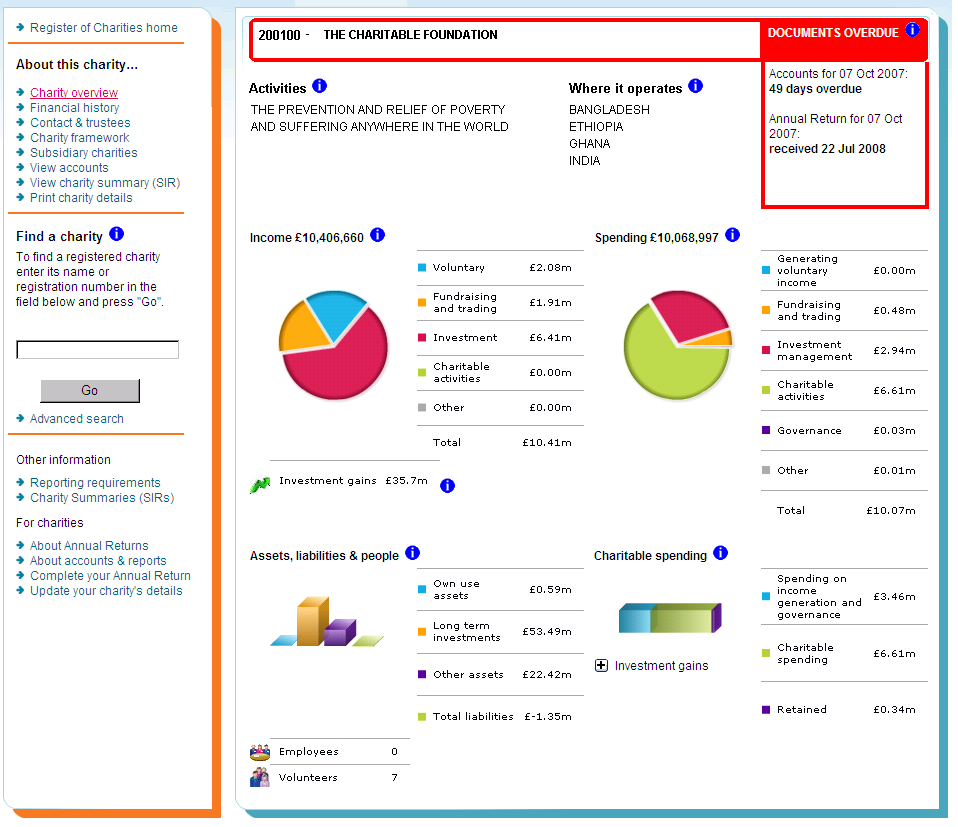 Register of Charities home
About this charity...
Charity overview
Financial history
Contact & trustees
Charity framework
Subsidiary charities
View accounts
View charity summary (SIR)
Print charity details
Find a charity
To find a registered charity
enter its name or
registration number in the
field below and press "Go".
Go
Advanced search
Other information
Reporting requirements
Charity Summaries (SIRs)
For charities
About Annual Returns
About accounts & reports
Complete your Annual Return
Update your charity's details
200100 - THE CHARITABLE FOUNDATION
DOCUMENTS OVERDUE
Accounts for 07 Oct 2007:
49 days overdue
Annual Return for 07 Oct
2007:
received 22 Jul 2008
Activities
THE PREVENTION AND RELIEF OF POVERTY
AND SUFFERING ANYWHERE IN THE WORLD
Where it operates
BANGLADESH
ETHIOPIA
GHANA
INDIA
Income £10,406,660
Voluntary £2.08m
Fundraising
and trading £1.91m
Investment £6.41m
Charitable
activities £0.00m
Other £0.00m
Total £10.41m
Investment gains £35.7m
Spending £10,068,997
Generating
voluntary
income £0.00m
Fundraising
and trading £0.48m
Investment
management £2.94m
Charitable
activities £6.61m
Governance £0.03m
Other £0.01m
Total £10.07m
Assets, liabilities & people
Own use
assets £0.59m
Long term
investments £53.49m
Other assets £22.42m
Total liabilities £-1.35m
Employees 0
Volunteers 7
Charitable spending
Investment gains
Spending on
income
generation and
governance £3.46m
Charitable
spending £6.61m
Retained £0.34m